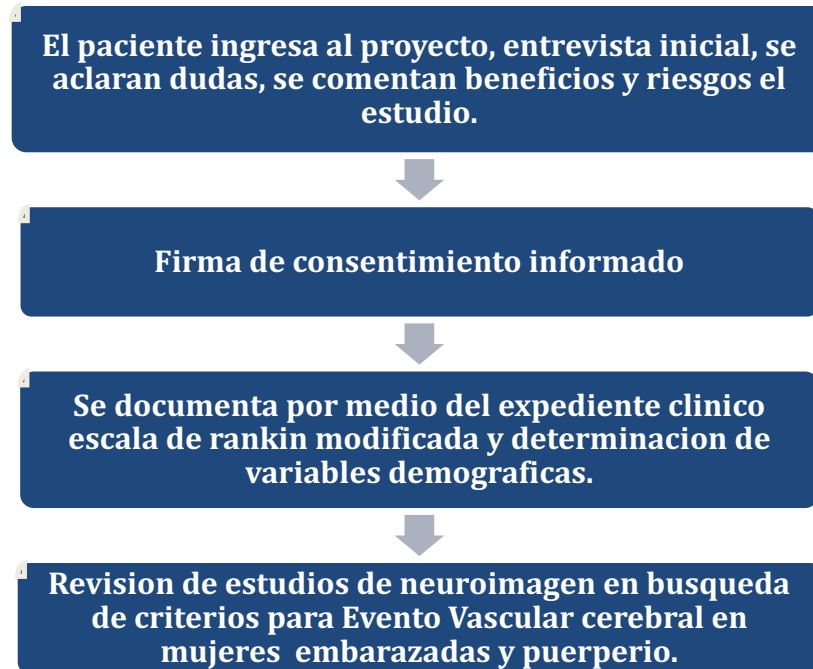 El paciente ingresa al proyecto, entrevista inicial, se
aclaran dudas, se comentan beneficios y riesgos el
estudio.
Firma de consentimiento informado
Se documenta por medio del expediente clinico
escala de rankin modificada y determinacion de
variables demograficas.
Revision de estudios de neuroimagen en busqueda
de criterios para Evento Vascular cerebral en
mujeres embarazadas y puerperio.